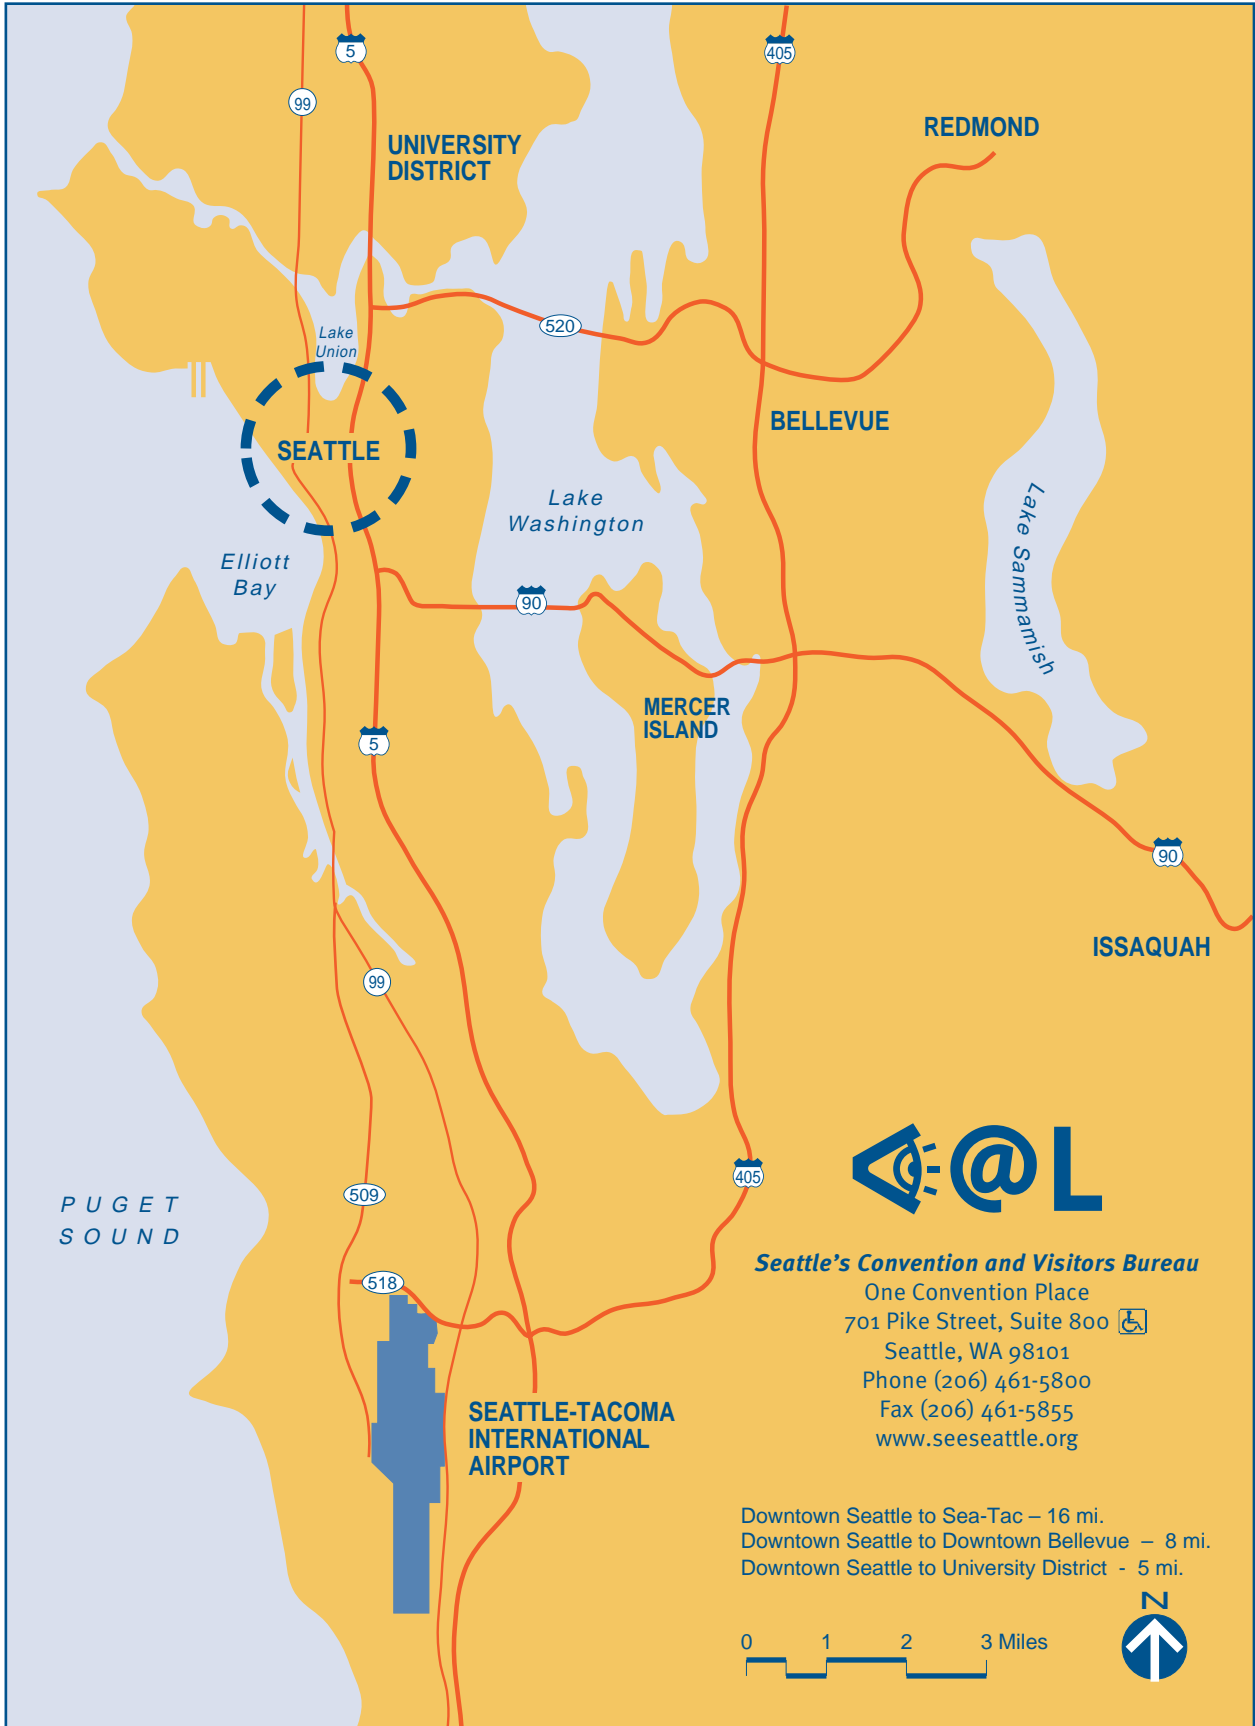 5
405
99
REDMOND
UNIVERSITY
DISTRICT
520
Lake
Union
BELLEVUE
SEATTLE
Lake
Washington
Lake Sammamish
Elliott
Bay
90
MERCER
ISLAND
5
90
ISSAQUAH
99
@L
405
509
PUGET
SOUND
518
Seattle's Convention and Visitors Bureau
One Convention Place
701 Pike Street, Suite 800
Seattle, WA 98101
Phone (206) 461-5800
Fax (206) 461-5855
www.seeseattle.org
SEATTLE-TACOMA
INTERNATIONAL
AIRPORT
Downtown Seattle to Sea-Tac – 16 mi.
Downtown Seattle to Downtown Bellevue – 8 mi.
Downtown Seattle to University District - 5 mi.
N
0 1 2 3 Miles